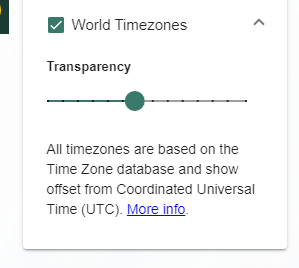 World Timezones
Transparency
All timezones are based on the
Time Zone database and show
offset from Coordinated Universal
Time (UTC). More info.